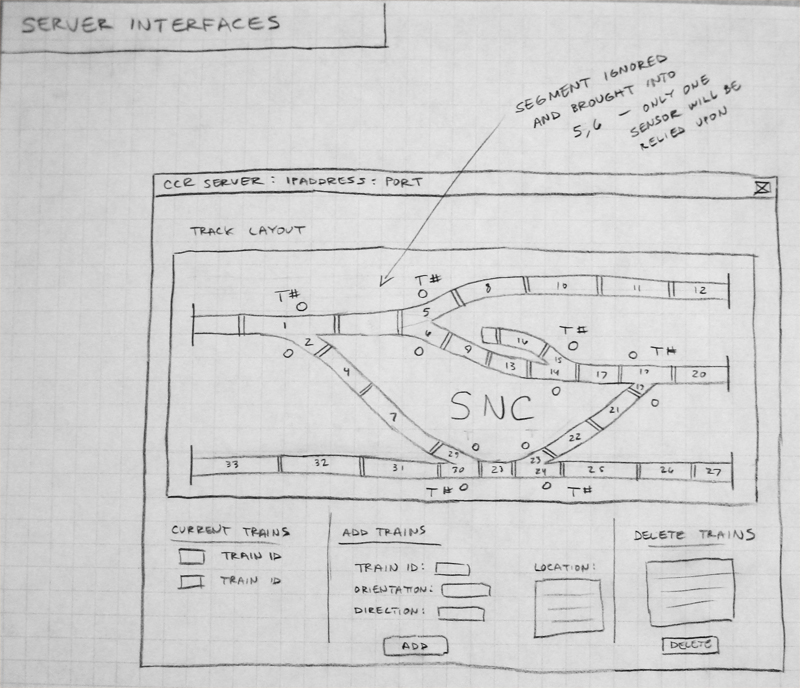 SERVER INTERFACES
SEGMENT IGNORED
AND BROUGHT INTO
5,6 - ONLY ONE
SENSOR WILL BE
RELIED UPON
CCR SERVER: IPADDRESS: PORT
TRACK LAYOUT
T# T#
8 10 11 12
1 5
2 6 9 13 14 15 16 T# T#
17 20
4
7 SNC 21
22
29 23
33 32 31 30 24 25 26 27
T# T#
CURRENT TRAINS
TRAIN ID
TRAIN ID
ADD TRAINS
TRAIN ID:
ORIENTATION:
DIRECTION:
LOCATION:
ADD
DELETE TRAINS
DELETE